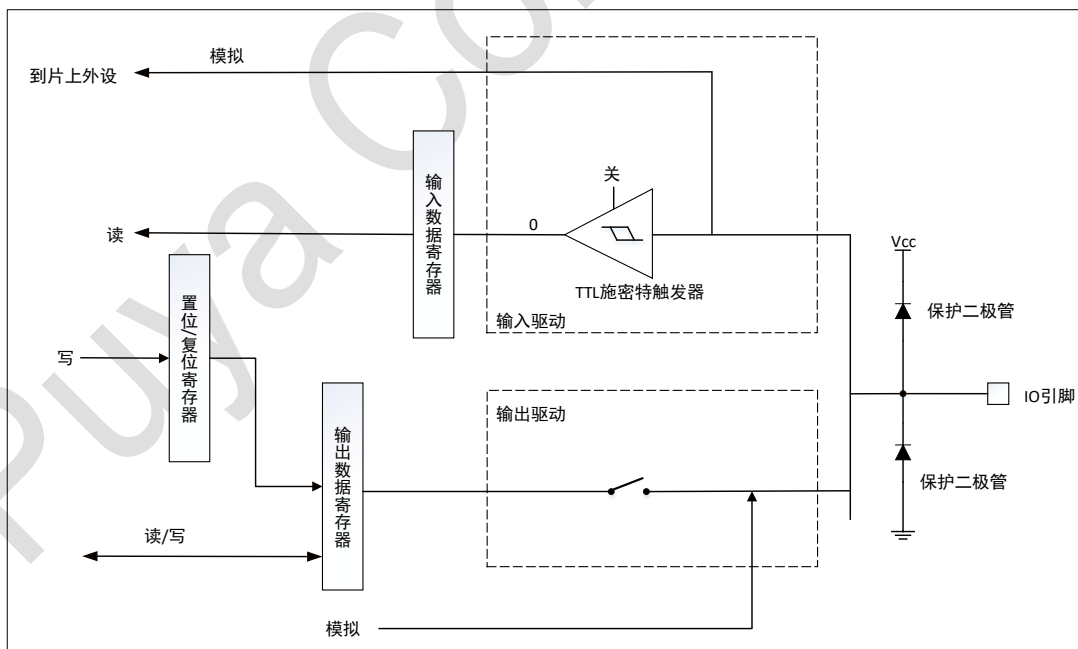 模拟
到片上外设
关
输入数据寄存器
0
读
Vcc
TTL施密特触发器
保护二极管
输入驱动
置位/复位寄存器
写
IO引脚
输出驱动
输出数据寄存器
保护二极管
读/写
模拟
Puya Co